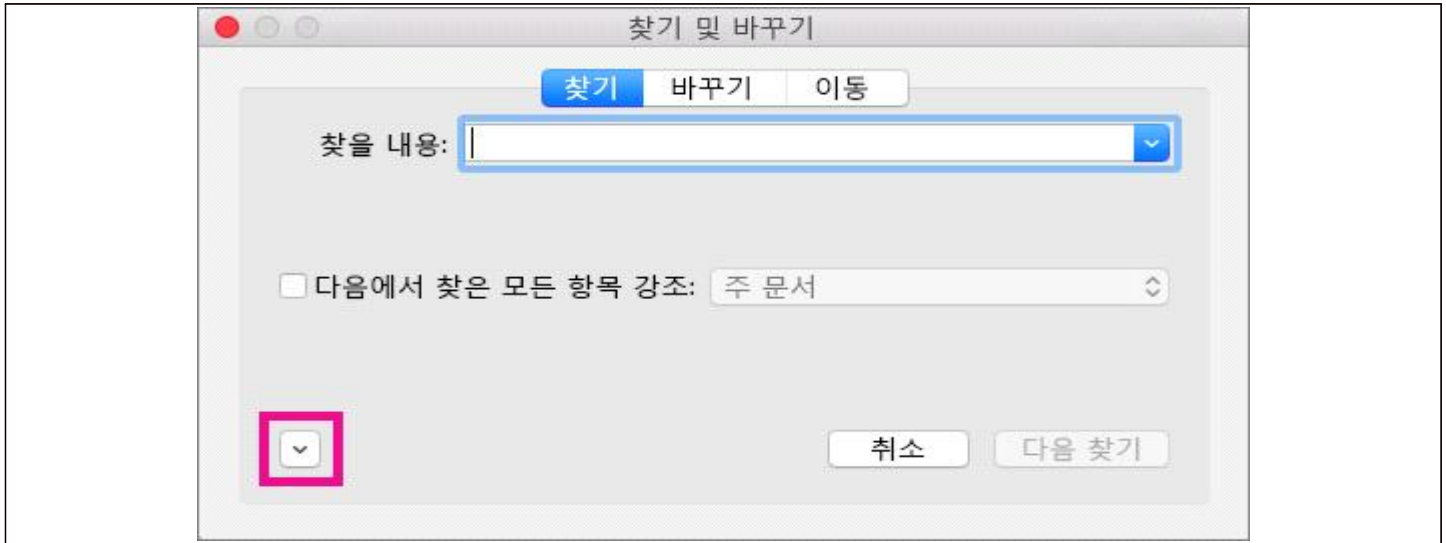 찾기 및 바꾸기
찾기 바꾸기 이동
찾을 내용:
다음에서 찾은 모든 항목 강조: 주 문서
취소 다음 찾기